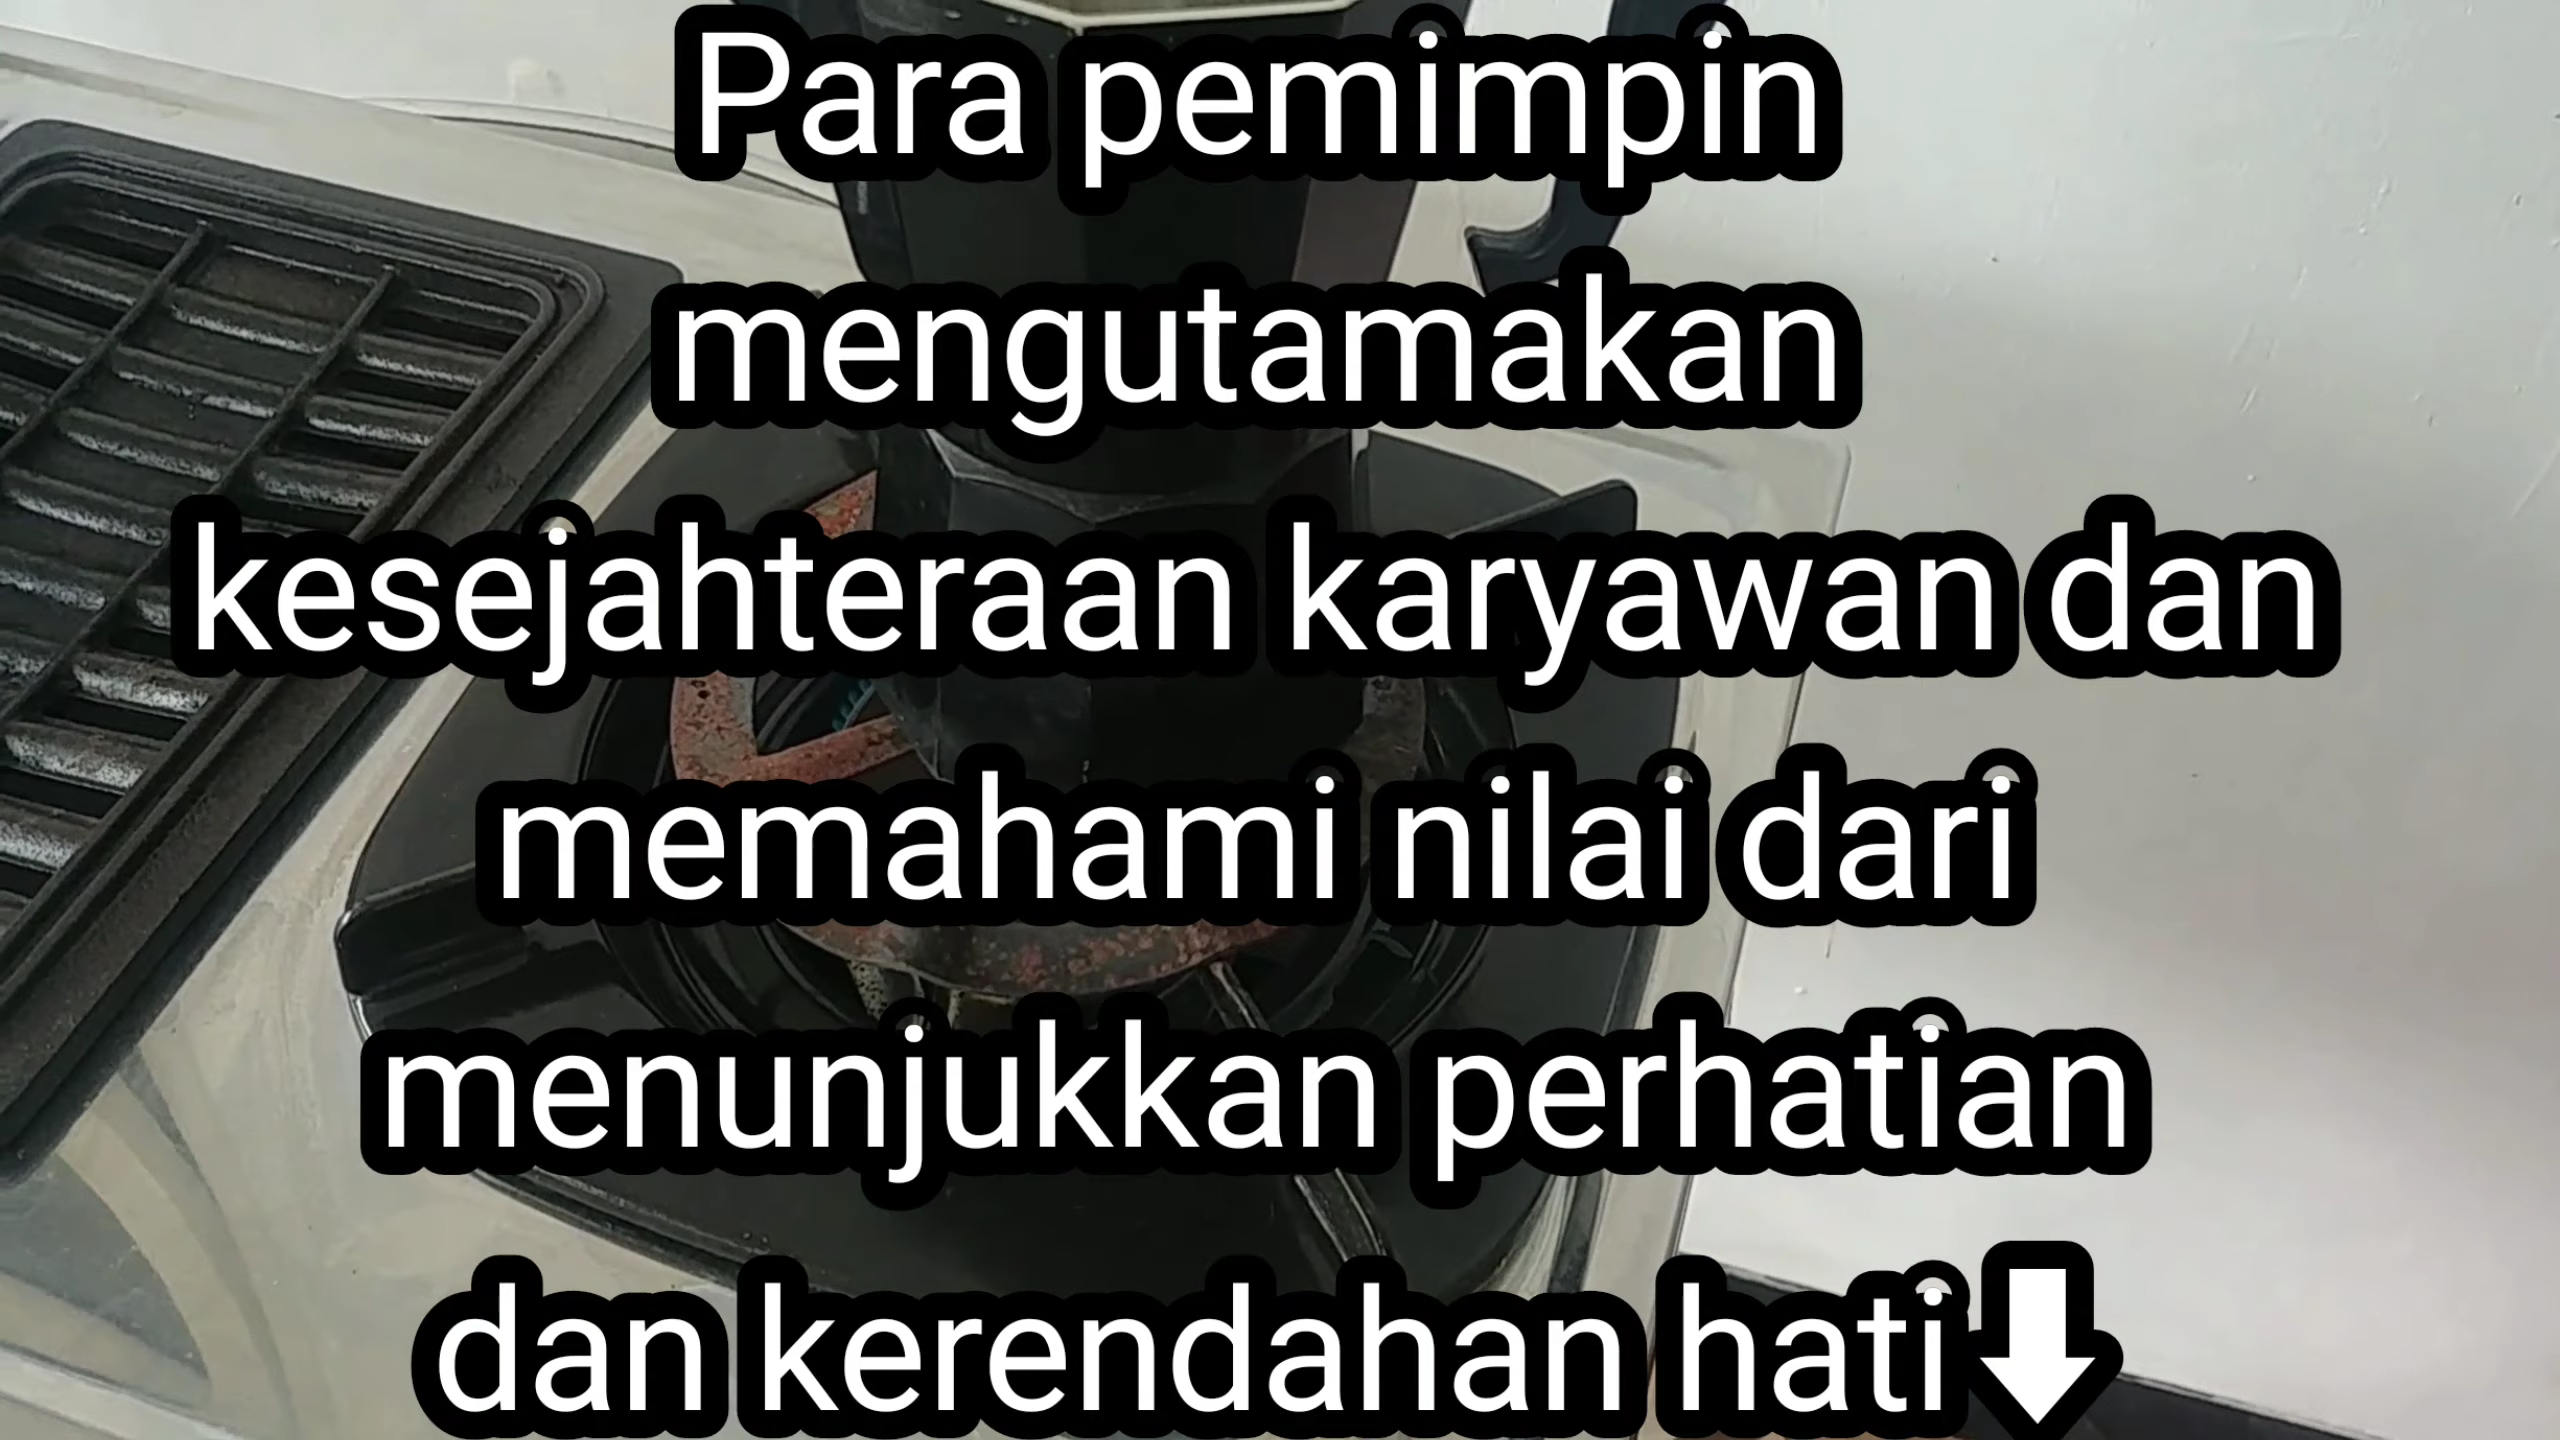 Para pemimpin
mengutamakan
kesejahteraan karyawan dan
memahami nilai dari
menunjukkan perhatian
dan kerendahan hati⬇